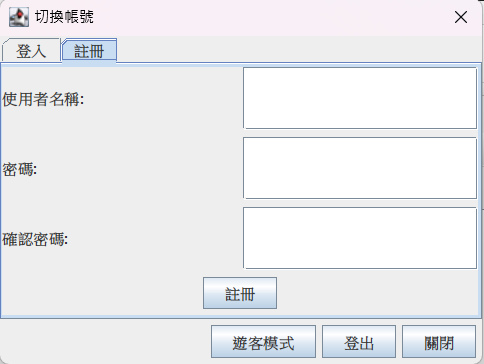 切換帳號
登入 註冊
使用者名稱:
密碼:
確認密碼:
註冊
遊客模式 登出 關閉